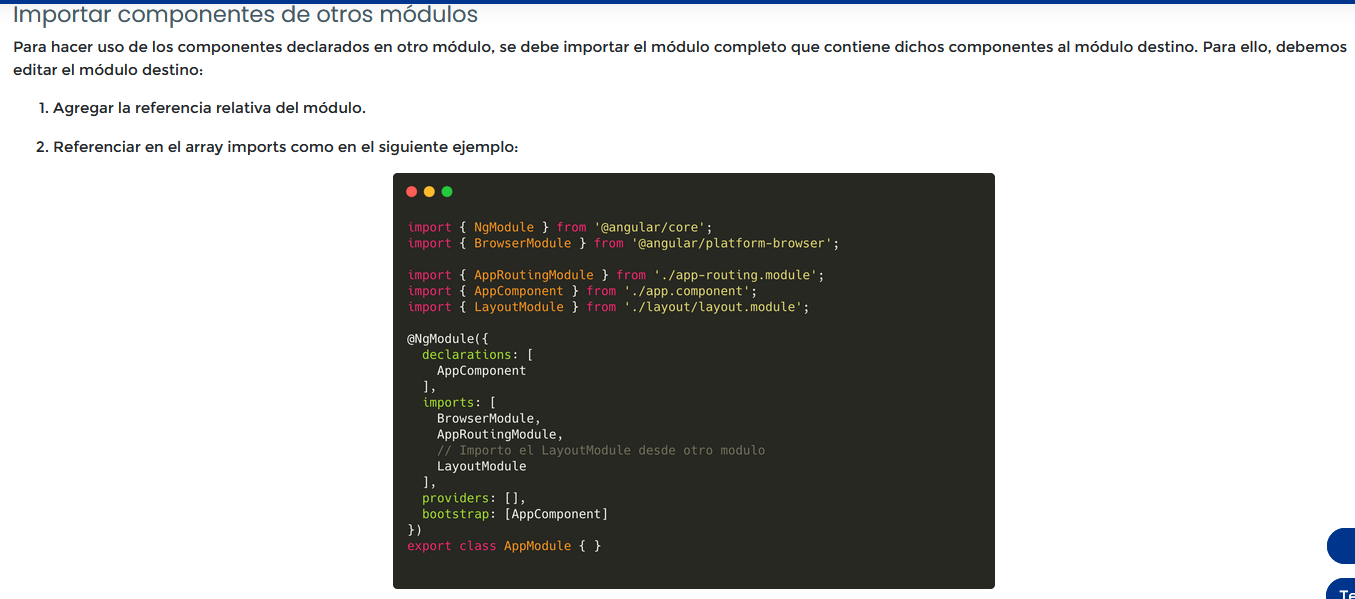 Importar componentes de otros módulos
Para hacer uso de los componentes declarados en otro módulo, se debe importar el módulo completo que contiene dichos componentes al módulo destino. Para ello, debemos
editar el módulo destino:
1. Agregar la referencia relativa del módulo.
2. Referenciar en el array imports como en el siguiente ejemplo:
import { NgModule } from '@angular/core';
import { BrowserModule } from '@angular/platform-browser';
import { AppRoutingModule } from './app-routing.module';
import { AppComponent } from './app.component';
import { LayoutModule } from './layout/layout.module';
@NgModule({
declarations: [
AppComponent
],
imports: [
BrowserModule,
AppRoutingModule,
// Importo el LayoutModule desde otro modulo
LayoutModule
],
providers: [],
bootstrap: [AppComponent]
})
export class AppModule { }